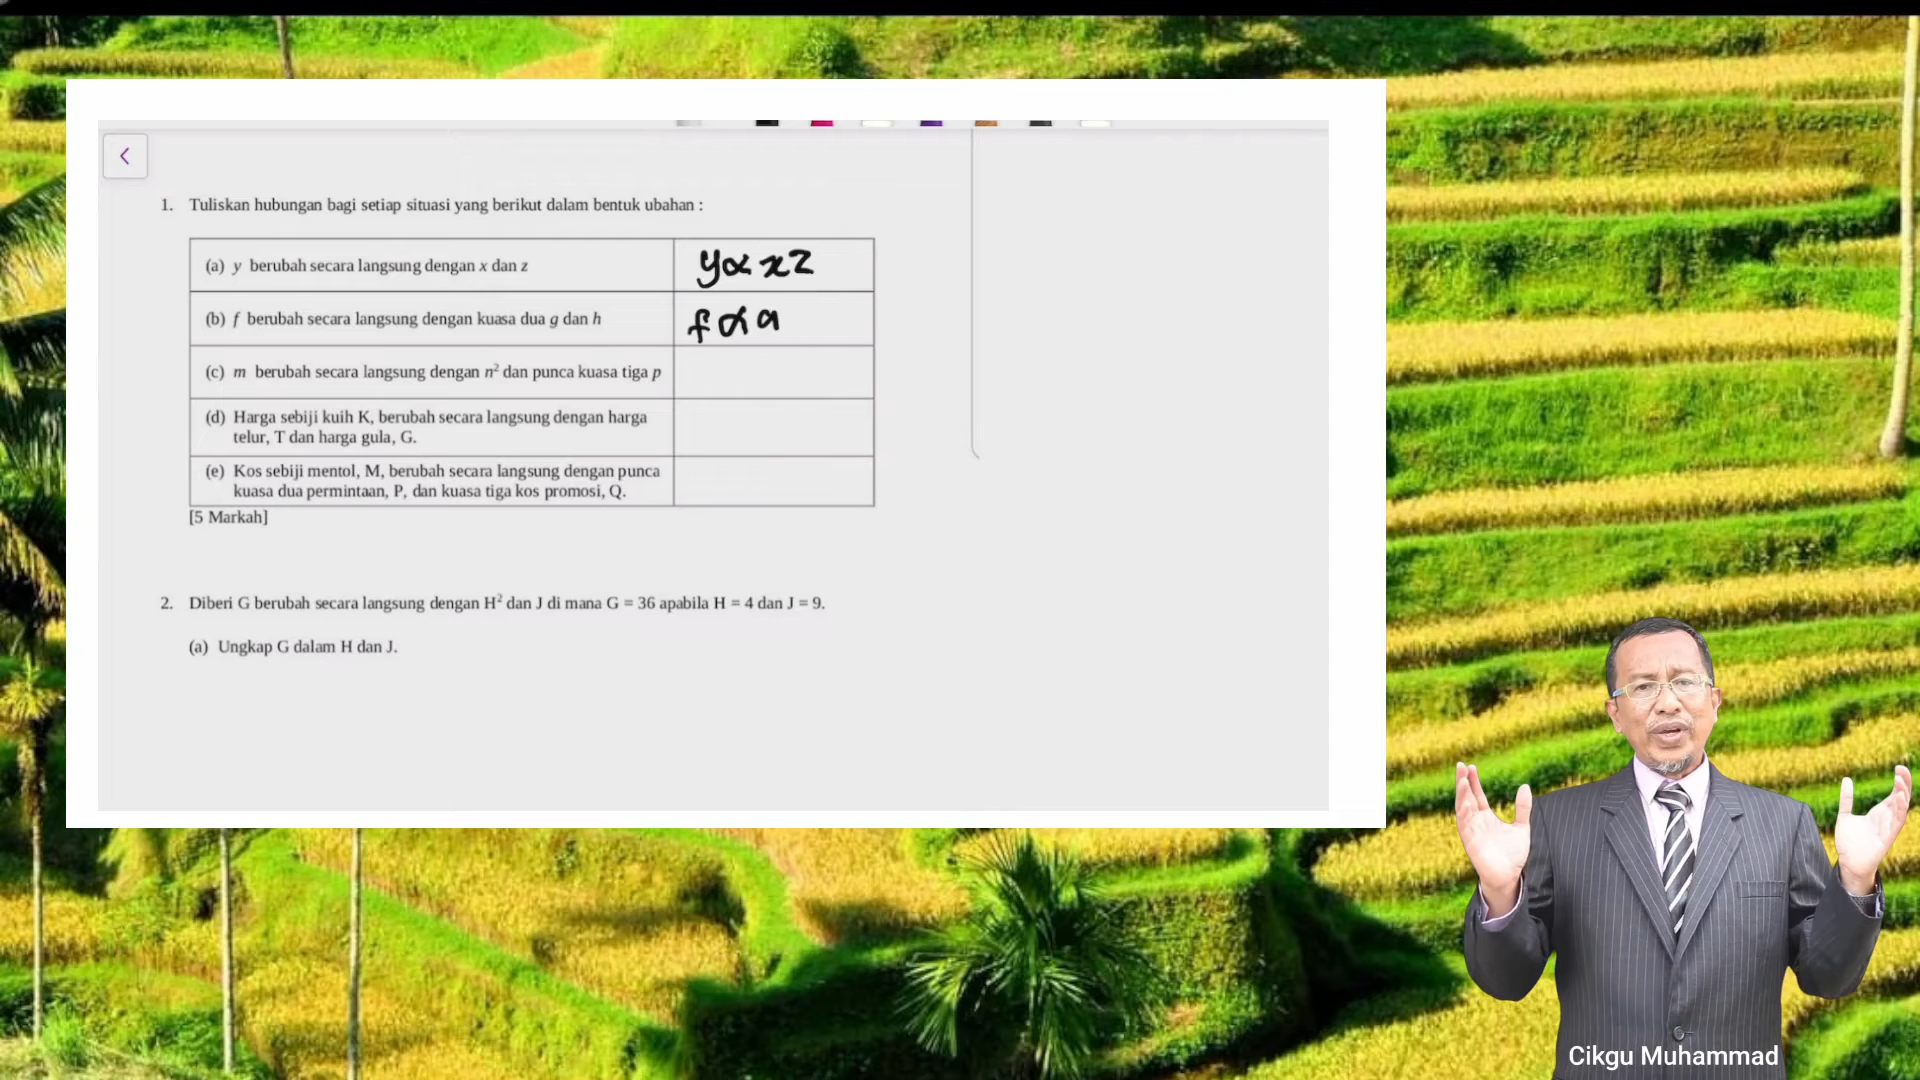 1. Tuliskan hubungan bagi setiap situasi yang berikut dalam bentuk ubahan :
(a) y berubah secara langsung dengan x dan z
y∝xz
(b) f berubah secara langsung dengan kuasa dua g dan h
f∝g
(c) m berubah secara langsung dengan n² dan punca kuasa tiga p
(d) Harga sebiji kuih K, berubah secara langsung dengan harga
telur, T dan harga gula, G.
(e) Kos sebiji mentol, M, berubah secara langsung dengan punca
kuasa dua permintaan, P, dan kuasa tiga kos promosi, Q.
[5 Markah]
2. Diberi G berubah secara langsung dengan H² dan J di mana G = 36 apabila H = 4 dan J = 9.
(a) Ungkap G dalam H dan J.
Cikgu Muhammad